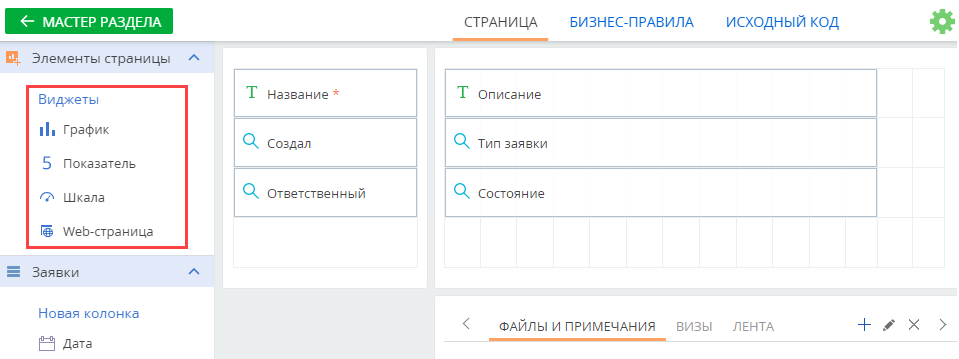 МАСТЕР РАЗДЕЛА
СТРАНИЦА БИЗНЕС-ПРАВИЛА ИСХОДНЫЙ КОД
Элементы страницы
Виджеты
График
5 Показатель
Шкала
Web-страница
Заявки
Новая колонка
Дата
T Название *
Создал
Ответственный
T Описание
Тип заявки
Состояние
ФАЙЛЫ И ПРИМЕЧАНИЯ ВИЗЫ ЛЕНТА